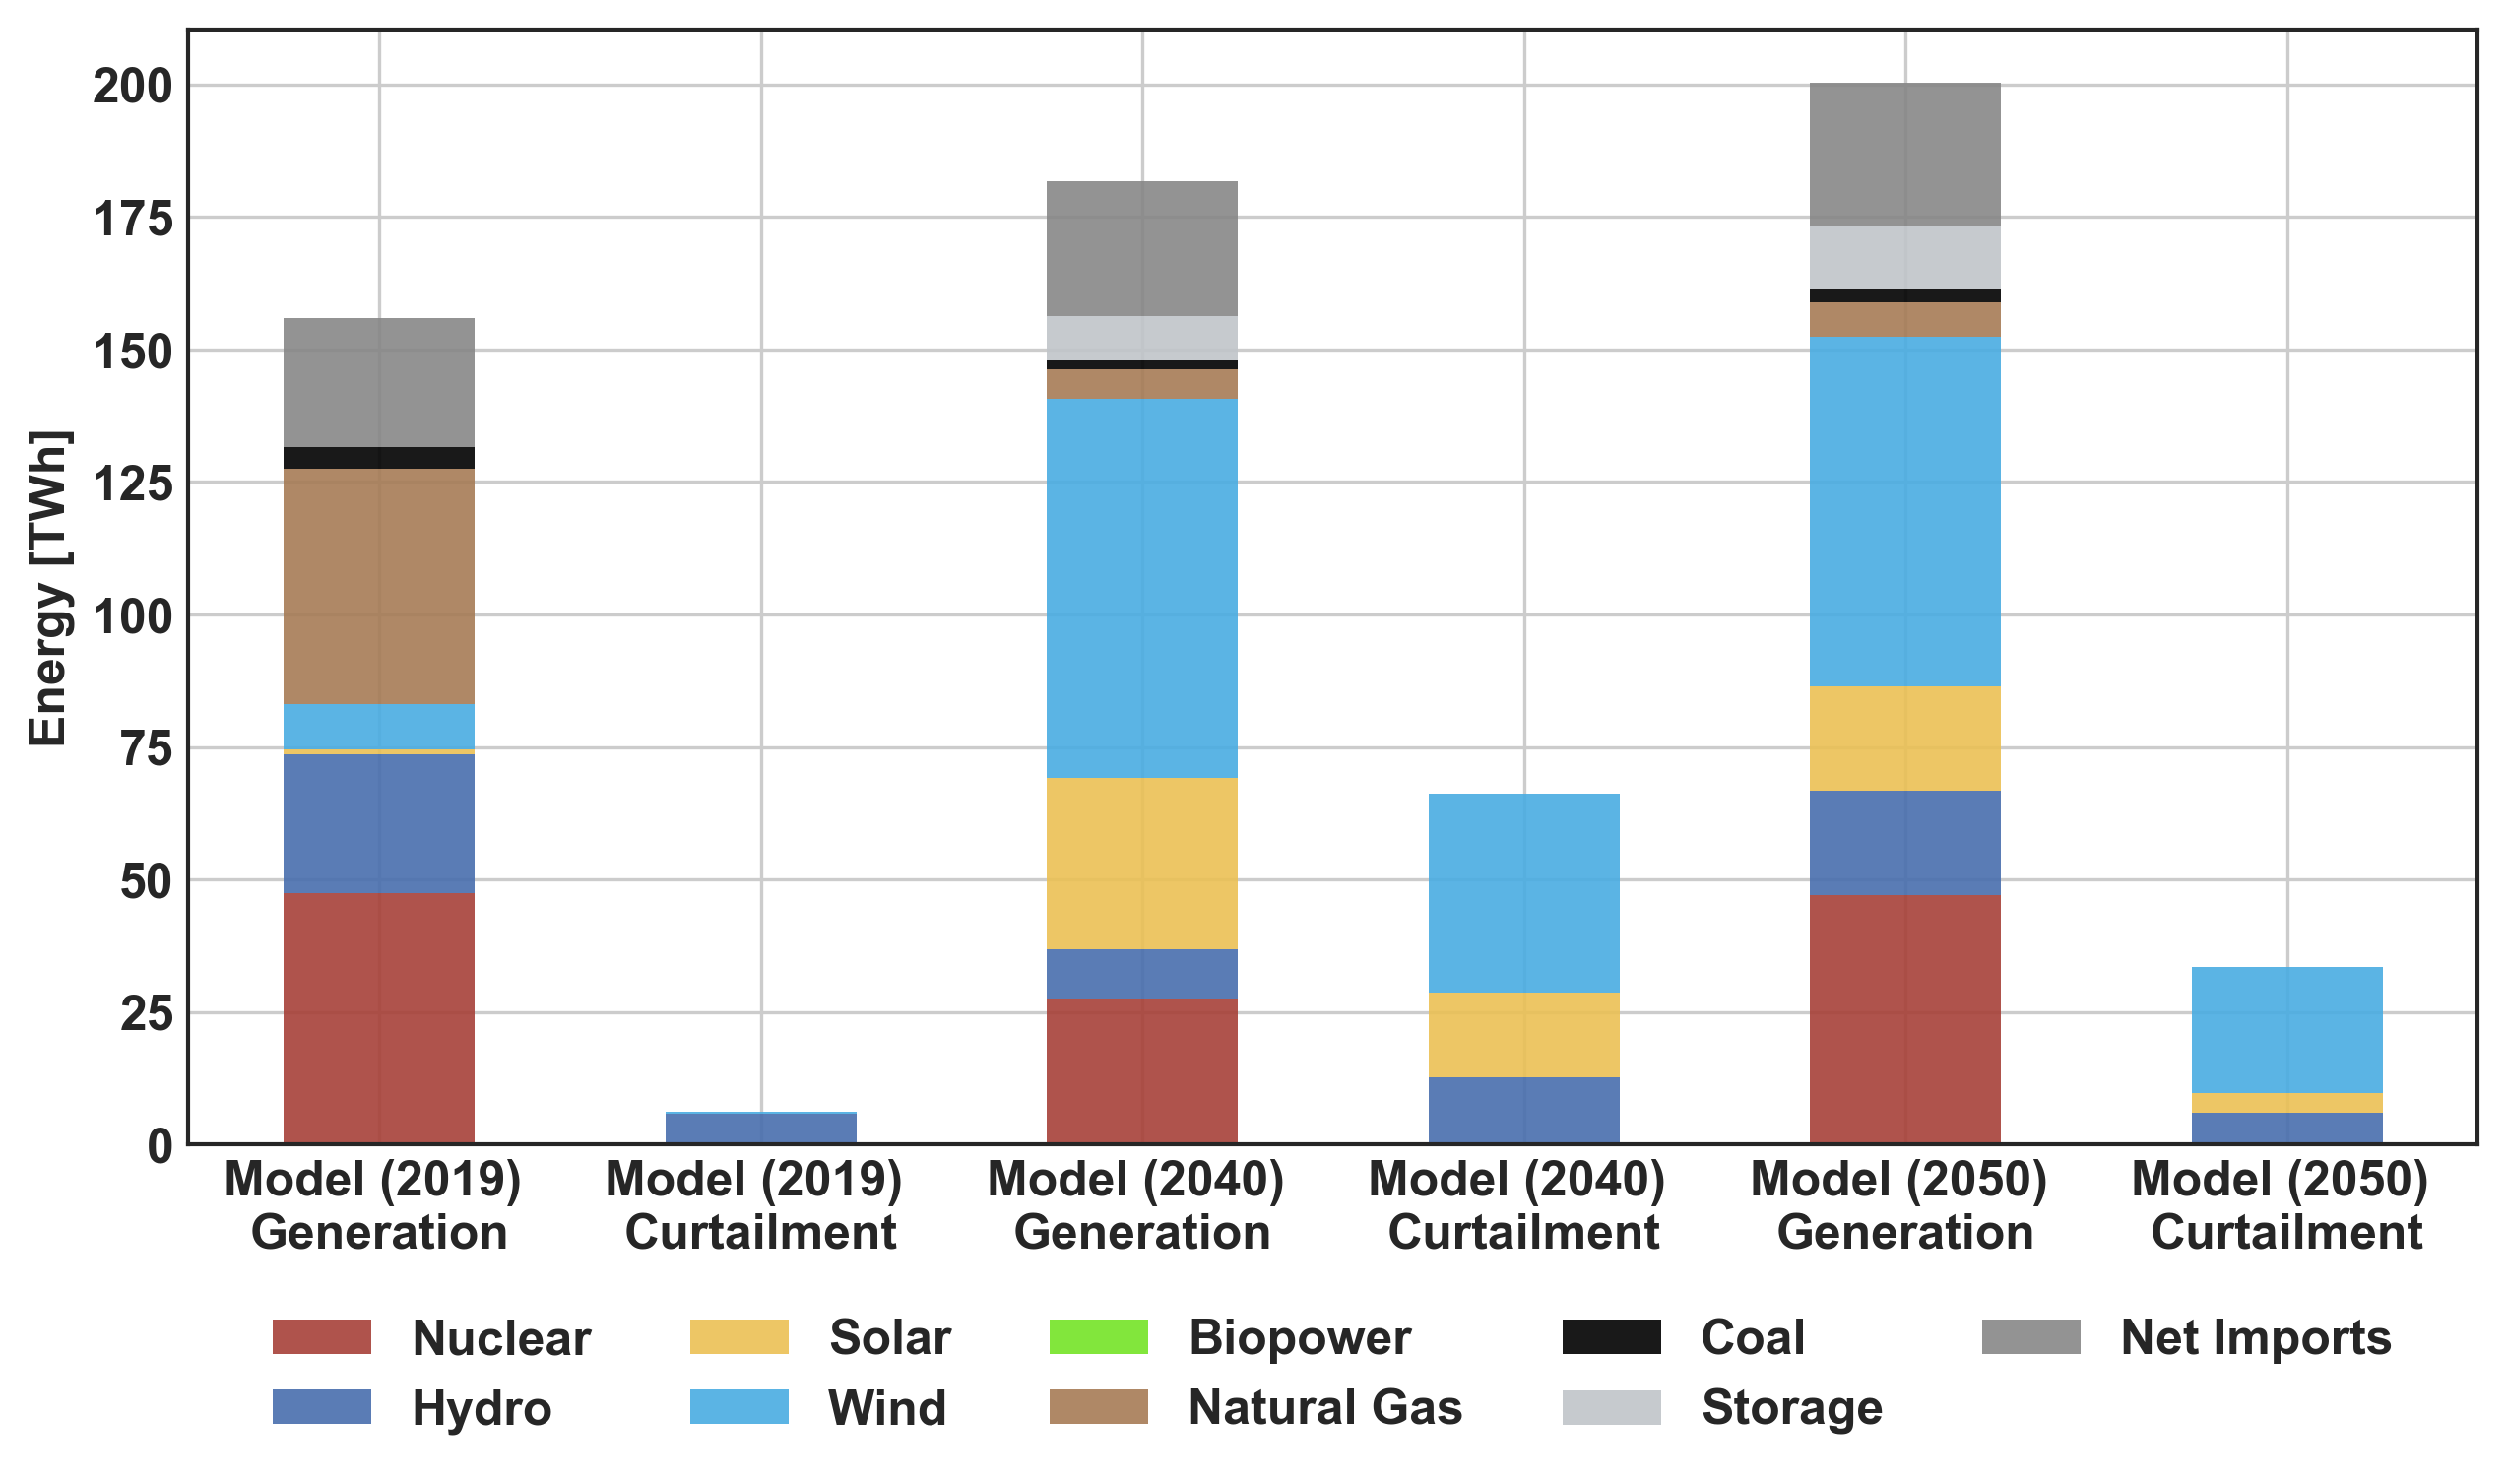 Energy [TWh]
200
175
150
125
100
75
50
25
0
Model (2019)
Generation
Model (2019)
Curtailment
Model (2040)
Generation
Model (2040)
Curtailment
Model (2050)
Generation
Model (2050)
Curtailment
Nuclear
Hydro
Solar
Wind
Biopower
Natural Gas
Coal
Storage
Net Imports